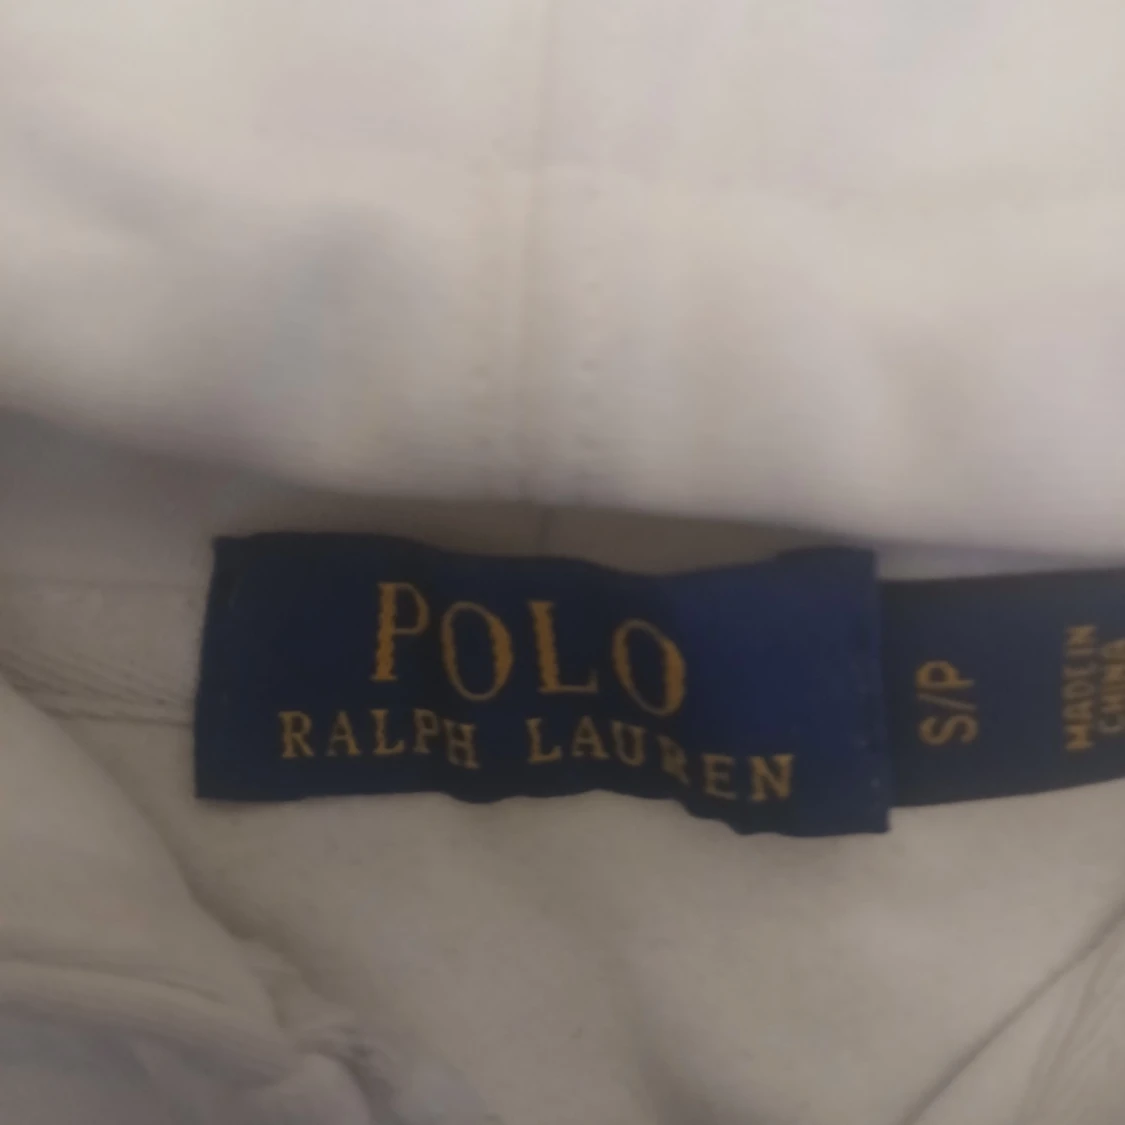 POLO
RALPH LAUREN
S/P
MADE IN
CHINA